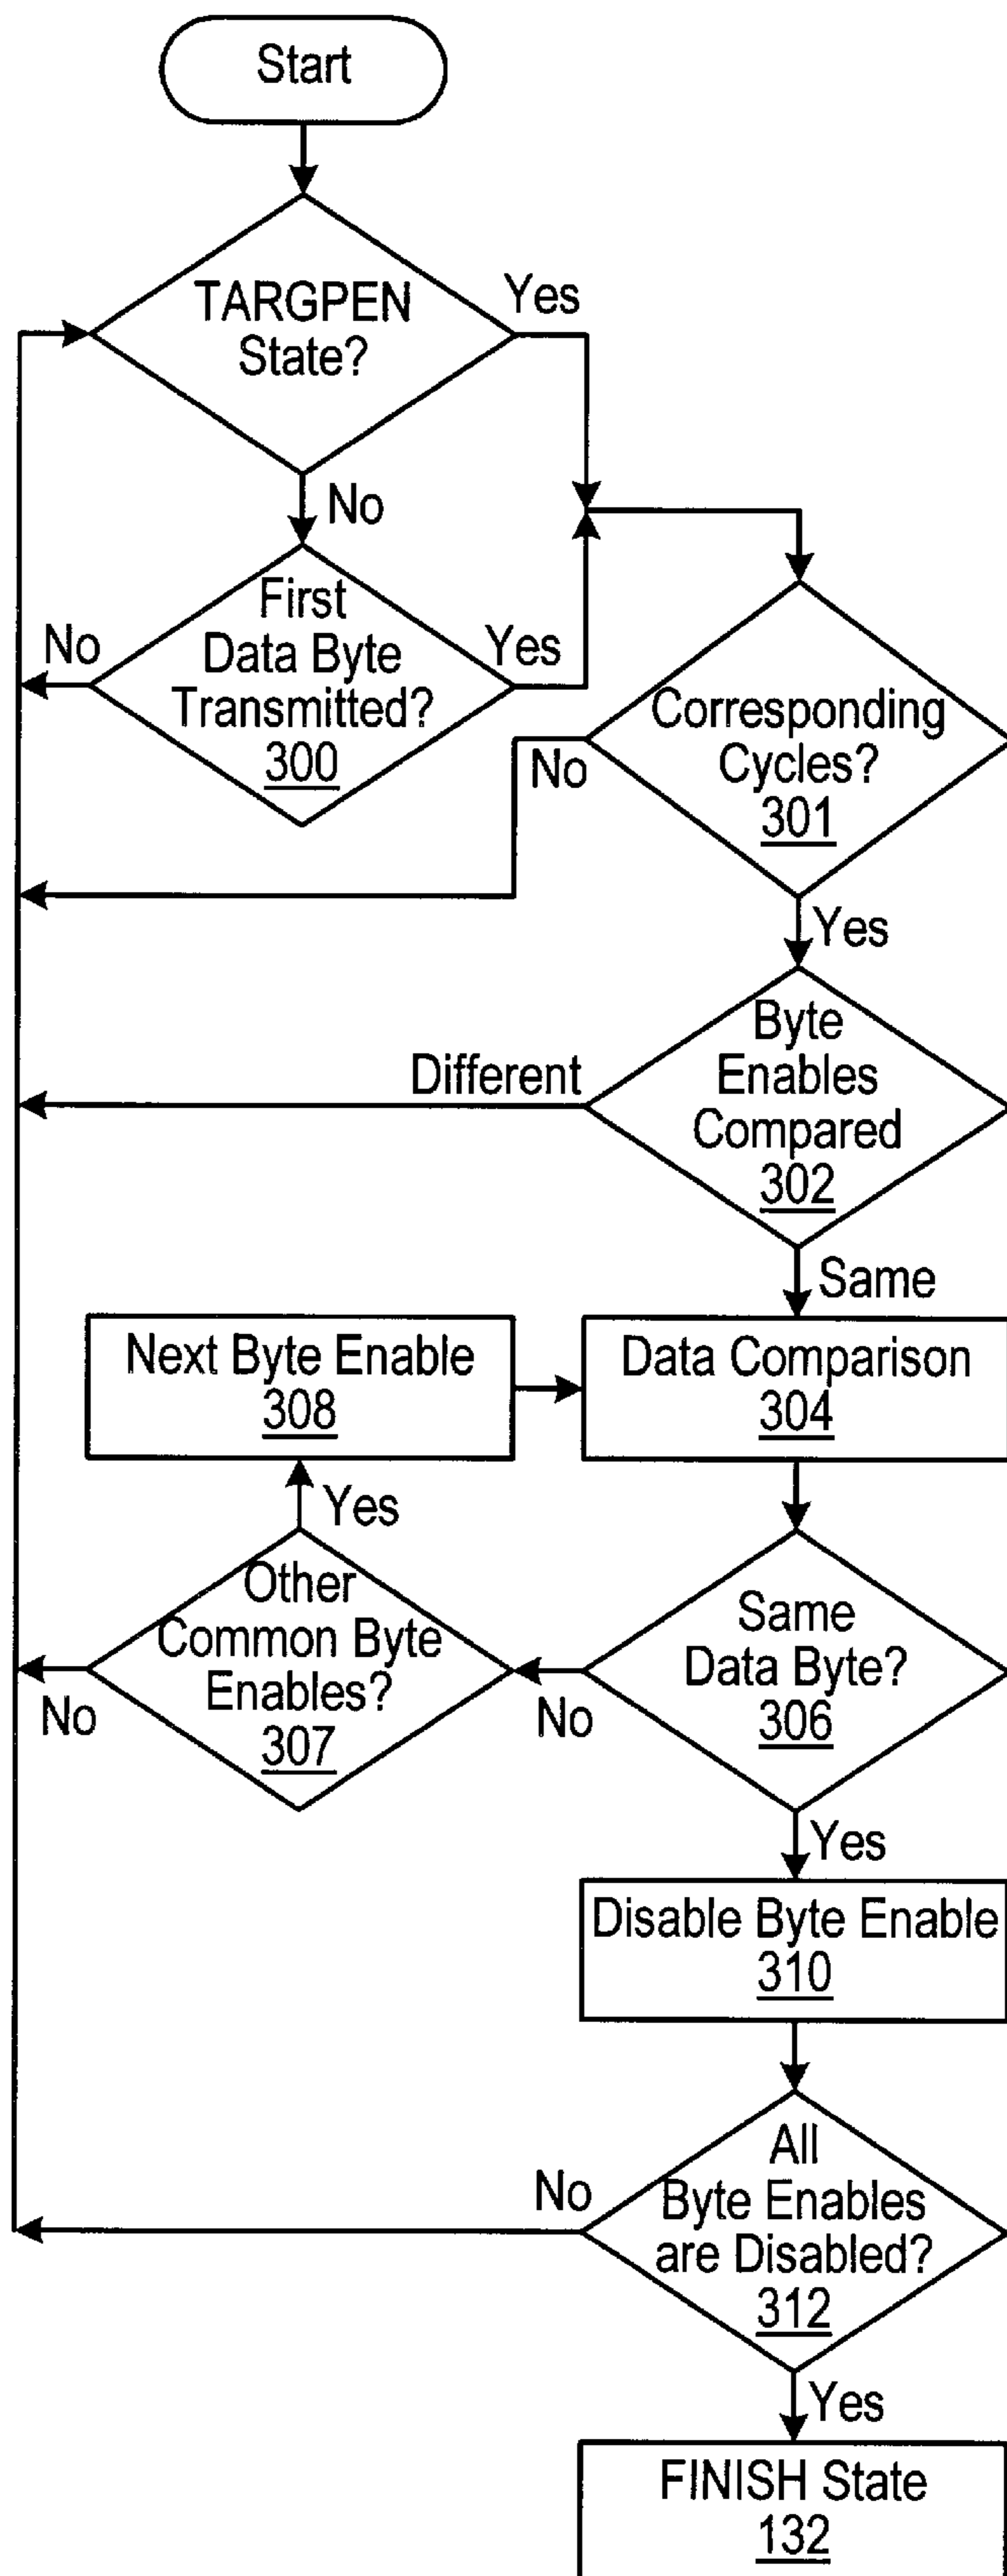 Start
TARGPEN
State?
Yes
No
First
Data Byte
Transmitted?
300
No
Yes
Corresponding
Cycles?
301
No
Yes
Byte
Enables
Compared
302
Different
Same
Next Byte Enable
308
Data Comparison
304
Yes
Other
Common Byte
Enables?
307
No
Same
Data Byte?
306
No
Yes
Disable Byte Enable
310
All
Byte Enables
are Disabled?
312
No
Yes
FINISH State
132